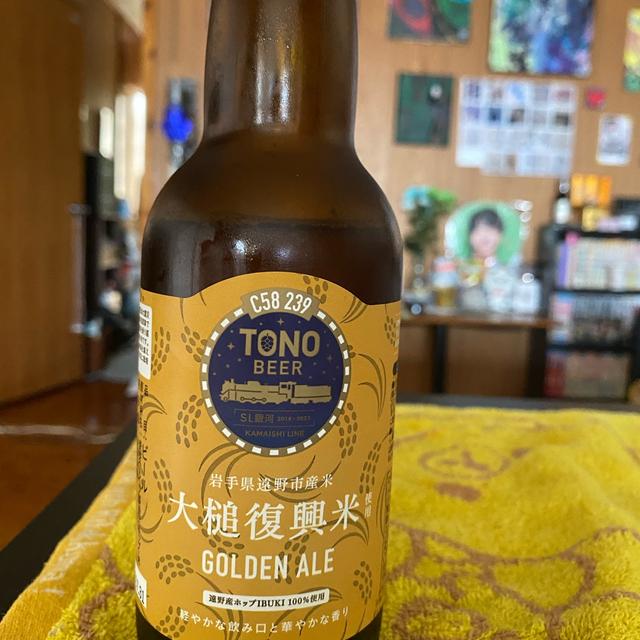 C58 239
TONO
BEER
「SL銀河 2014-2023
KAMAISHI LINE
岩手県遠野市産米
大槌復興米使用
GOLDEN ALE
遠野産ホップIBUKI 100%使用
軽やかな飲み口と華やかな香り